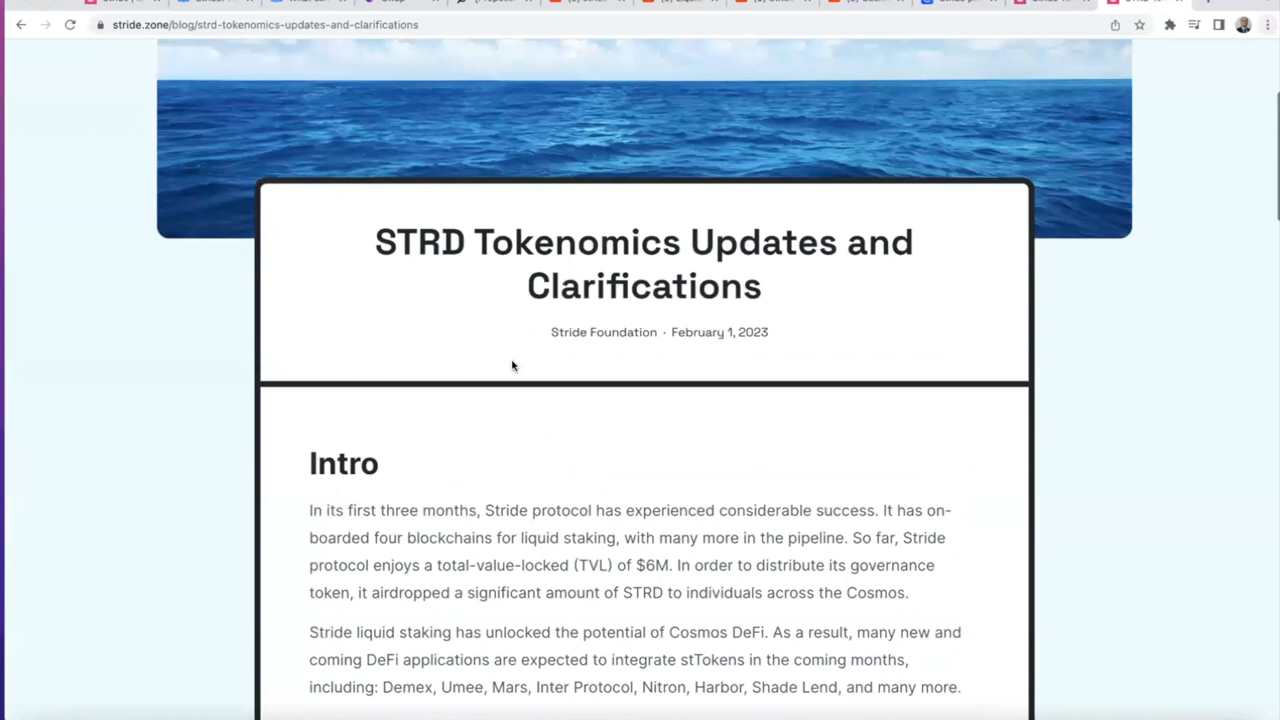 stride.zone/blog/strd-tokenomics-updates-and-clarifications
STRD Tokenomics Updates and
Clarifications
Stride Foundation · February 1, 2023
Intro
In its first three months, Stride protocol has experienced considerable success. It has on-
boarded four blockchains for liquid staking, with many more in the pipeline. So far, Stride
protocol enjoys a total-value-locked (TVL) of $6M. In order to distribute its governance
token, it airdropped a significant amount of STRD to individuals across the Cosmos.
Stride liquid staking has unlocked the potential of Cosmos DeFi. As a result, many new and
coming DeFi applications are expected to integrate stTokens in the coming months,
including: Demex, Umee, Mars, Inter Protocol, Nitron, Harbor, Shade Lend, and many more.